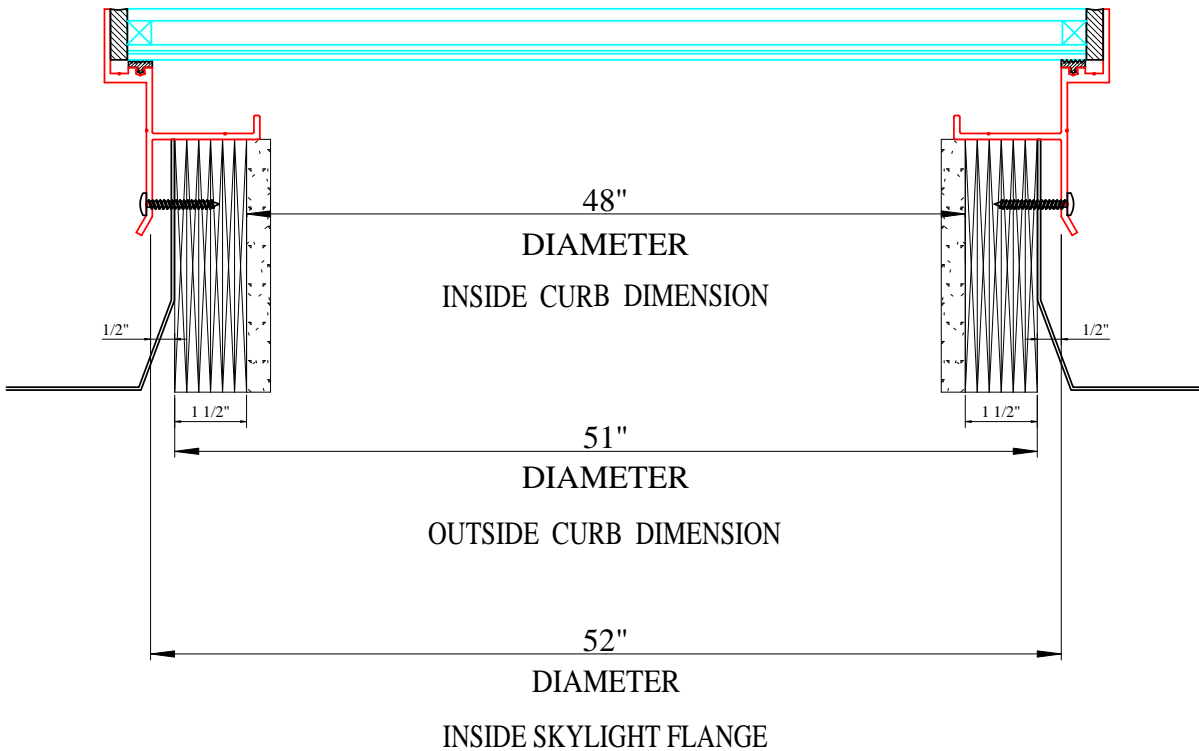 48"
DIAMETER
INSIDE CURB DIMENSION
1/2"
1/2"
1 1/2"
1 1/2"
51"
DIAMETER
OUTSIDE CURB DIMENSION
52"
DIAMETER
INSIDE SKYLIGHT FLANGE